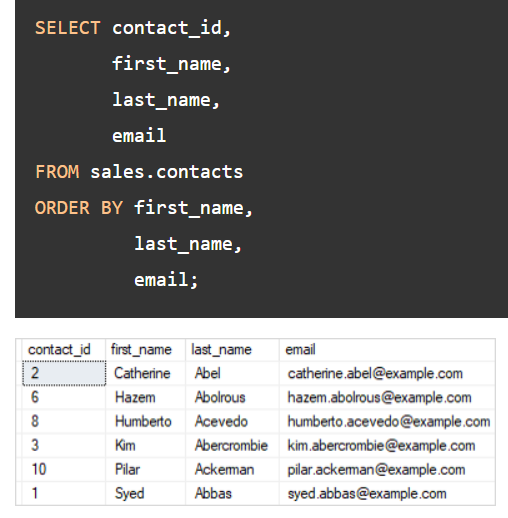 SELECT contact_id,
first_name,
last_name,
email
FROM sales.contacts
ORDER BY first_name,
last_name,
email;
contact_id first_name last_name email
2 Catherine Abel catherine.abel@example.com
6 Hazem Abolrous hazem.abolrous@example.com
8 Humberto Acevedo humberto.acevedo@example.com
3 Kim Abercrombie kim.abercrombie@example.com
10 Pilar Ackerman pilar.ackerman@example.com
1 Syed Abbas syed.abbas@example.com